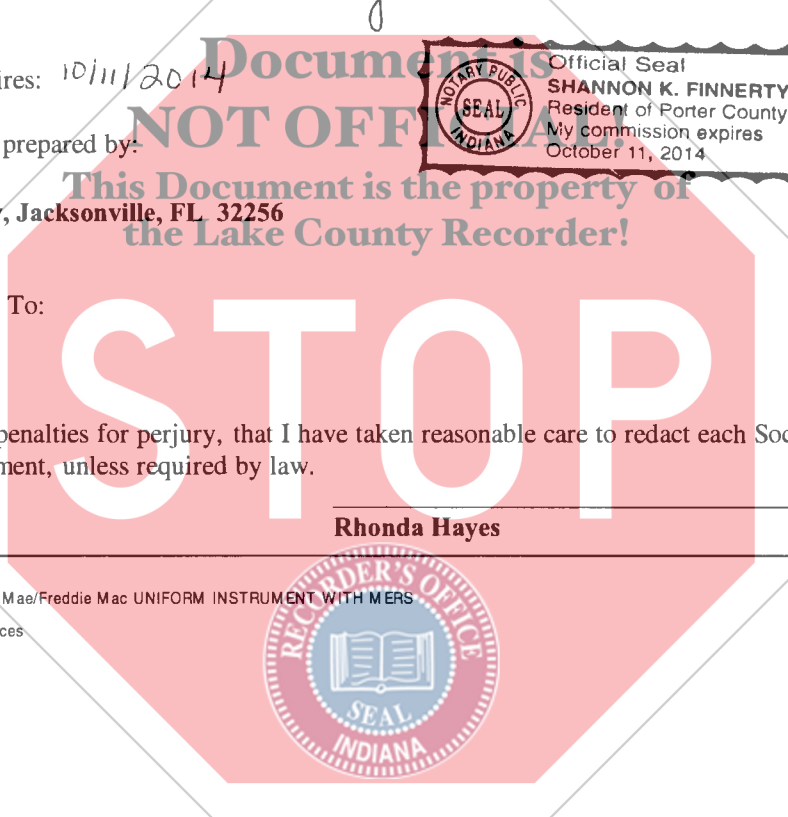 ires: 10/11/2014
Document is
NOT OFFICIAL!
This Document is the property of
the Lake County Recorder!
NOTARY PUBLIC
SEAL
INDIANA
Official Seal
SHANNON K. FINNERTY
Resident of Porter County
My commission expires
October 11, 2014
prepared by:
, Jacksonville, FL 32256
To:
STOP
penalties for perjury, that I have taken reasonable care to redact each Soc
ment, unless required by law.
Rhonda Hayes
Mae/Freddie Mac UNIFORM INSTRUMENT WITH MERS
ces
RECORDER'S OFFICE
SEAL
INDIANA